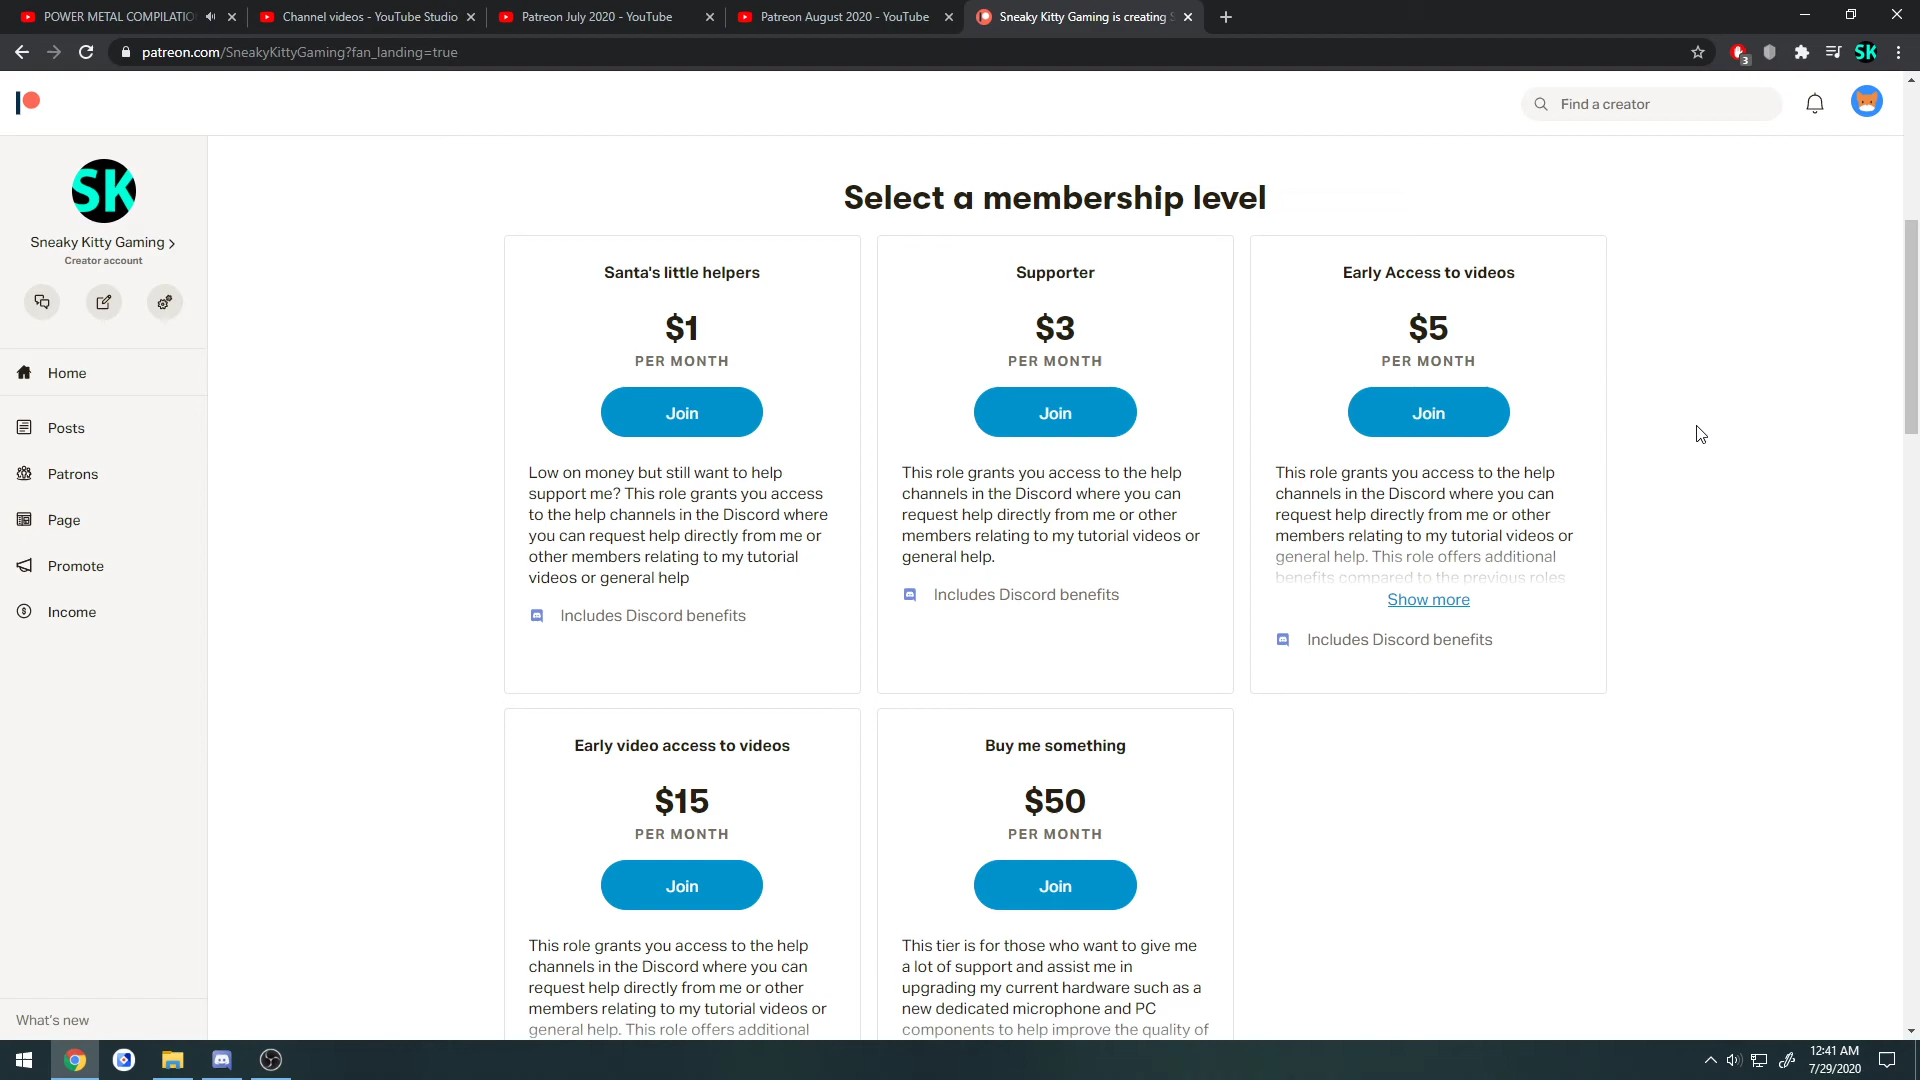 POWER METAL COMPILATIO
Channel videos - YouTube Studio
Patreon July 2020 - YouTube
Patreon August 2020 - YouTube
Sneaky Kitty Gaming is creating
patreon.com/SneakyKittyGaming?fan_landing=true
3
SK
Find a creator
SK
Sneaky Kitty Gaming
Creator account
Home
Posts
Patrons
Page
Promote
Income
What's new
Select a membership level
Santa's little helpers
$1
PER MONTH
Join
Low on money but still want to help
support me? This role grants you access
to the help channels in the Discord where
you can request help directly from me or
other members relating to my tutorial
videos or general help
Includes Discord benefits
Supporter
$3
PER MONTH
Join
This role grants you access to the help
channels in the Discord where you can
request help directly from me or other
members relating to my tutorial videos or
general help.
Includes Discord benefits
Early Access to videos
$5
PER MONTH
Join
This role grants you access to the help
channels in the Discord where you can
request help directly from me or other
members relating to my tutorial videos or
general help. This role offers additional
benefits compared to the previous roles
Show more
Includes Discord benefits
Early video access to videos
$15
PER MONTH
Join
This role grants you access to the help
channels in the Discord where you can
request help directly from me or other
members relating to my tutorial videos or
general help. This role offers additional
Buy me something
$50
PER MONTH
Join
This tier is for those who want to give me
a lot of support and assist me in
upgrading my current hardware such as a
new dedicated microphone and PC
components to help improve the quality of
12:41 AM
7/29/2020